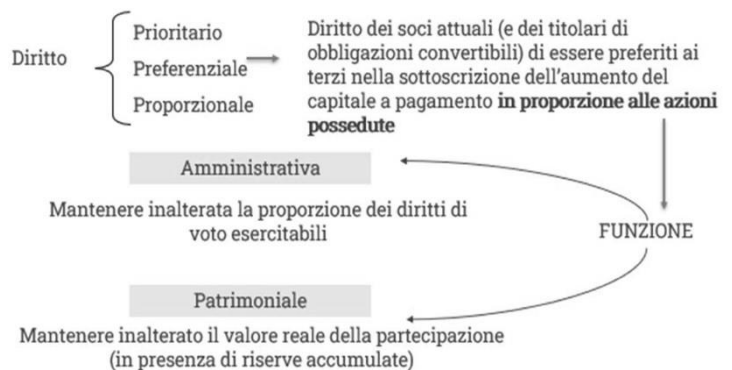 Diritto
Prioritario
Preferenziale
Proporzionale
Diritto dei soci attuali (e dei titolari di
obbligazioni convertibili) di essere preferiti ai
terzi nella sottoscrizione dell'aumento del
capitale a pagamento in proporzione alle azioni
possedute
Amministrativa
Mantenere inalterata la proporzione dei diritti di
voto esercitabili
FUNZIONE
Patrimoniale
Mantenere inalterato il valore reale della partecipazione
(in presenza di riserve accumulate)